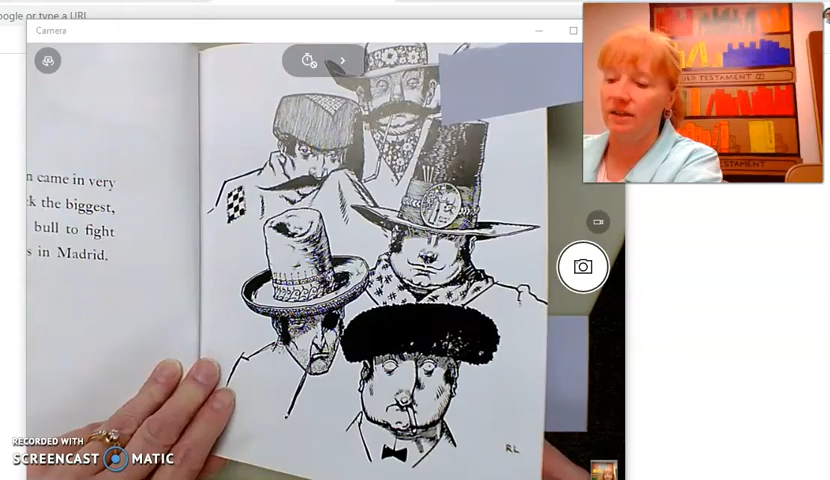 oogle or type a URL
Camera
n came in very
k the biggest,
bull to fight
s in Madrid.
OLD TESTAMENT
TESTAMENT
RL
RECORDED WITH
SCREENCAST MATIC